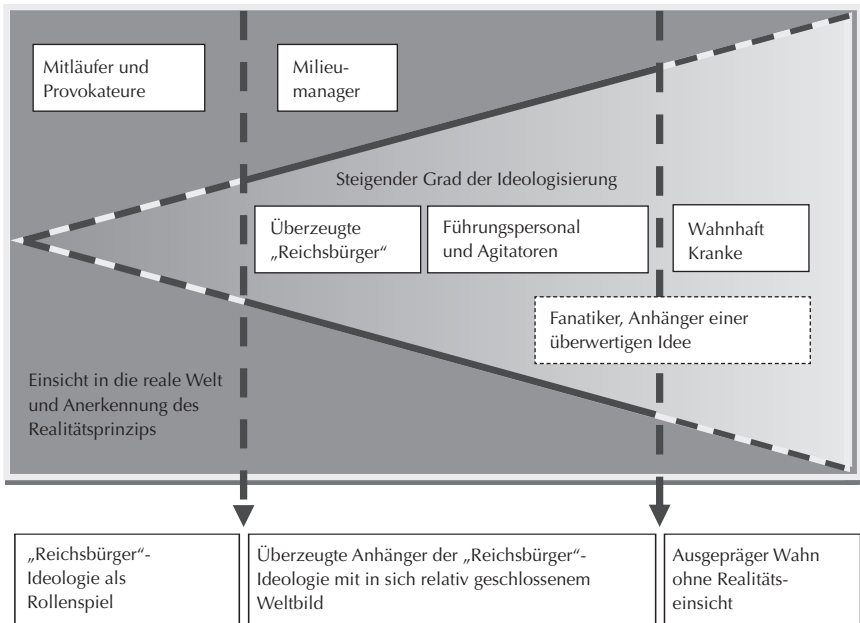 Mitläufer und
Provokateure
Milieu-
manager
Steigender Grad der Ideologisierung
Überzeugte
„Reichsbürger“
Führungspersonal
und Agitatoren
Wahnhaft
Kranke
Fanatiker, Anhänger einer
überwertigen Idee
Einsicht in die reale Welt
und Anerkennung des
Realitätsprinzips
„Reichsbürger“-
Ideologie als
Rollenspiel
Überzeugte Anhänger der „Reichsbürger“-
Ideologie mit in sich relativ geschlossenem
Weltbild
Ausgepräger Wahn
ohne Realitäts-
einsicht